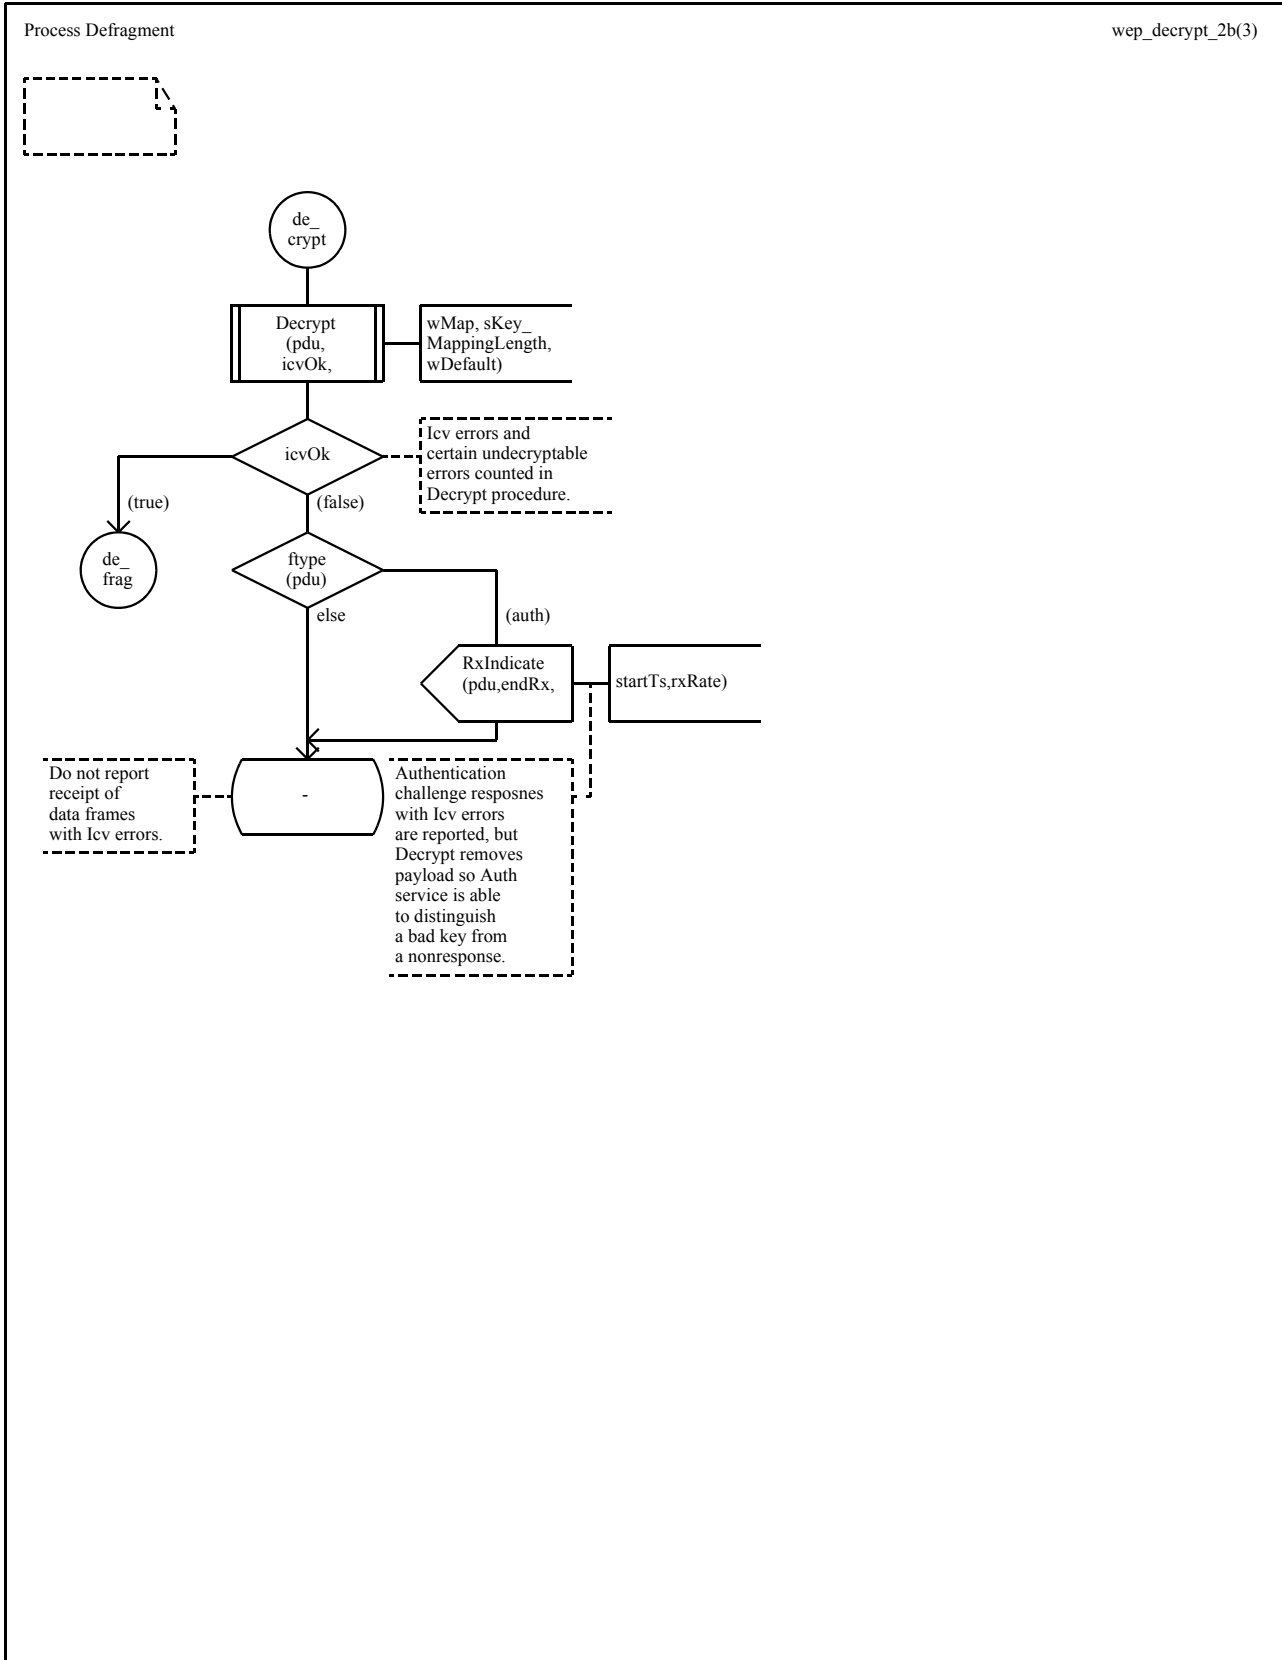 Process Defragment
wep_decrypt_2b(3)
de_
crypt
Decrypt
(pdu,
icvOk,
wMap, sKey_
MappingLength,
wDefault)
icvOk
Icv errors and
certain undecryptable
errors counted in
Decrypt procedure.
(true)
(false)
de_
frag
ftype
(pdu)
else
(auth)
RxIndicate
(pdu,endRx,
startTs,rxRate)
Do not report
receipt of
data frames
with Icv errors.
-
Authentication
challenge resposnes
with Icv errors
are reported, but
Decrypt removes
payload so Auth
service is able
to distinguish
a bad key from
a nonresponse.